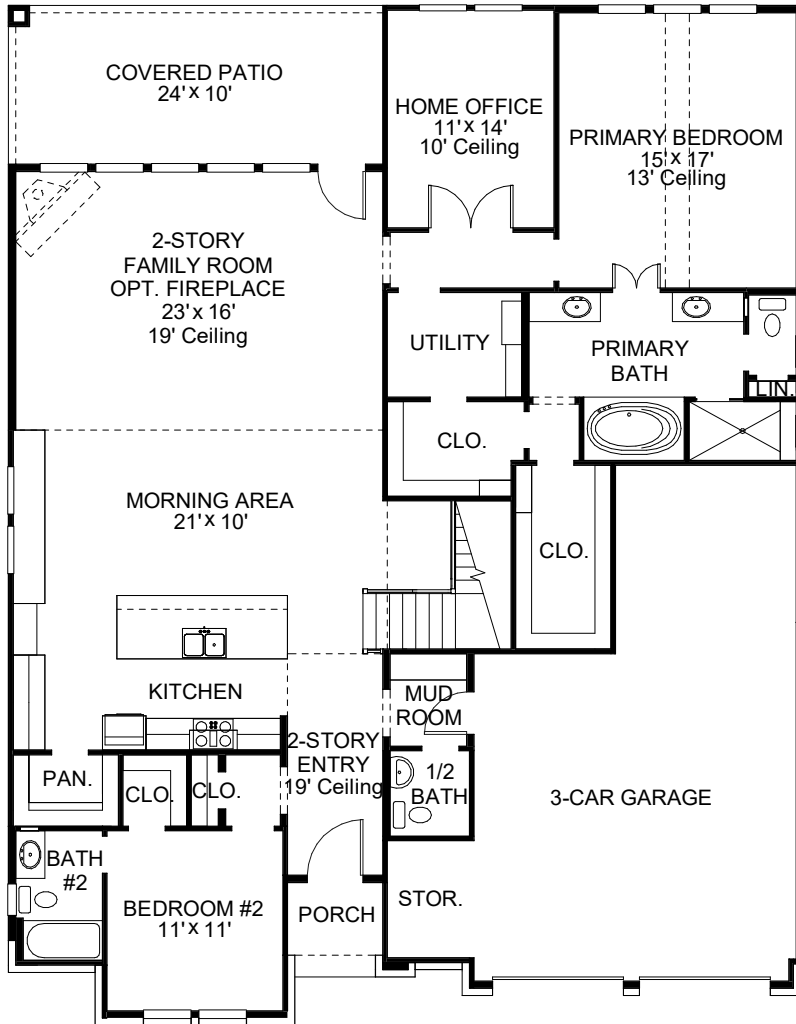 COVERED PATIO
24' x 10'
HOME OFFICE
11' x 14'
10' Ceiling
PRIMARY BEDROOM
15' x 17'
13' Ceiling
2-STORY
FAMILY ROOM
OPT. FIREPLACE
23' x 16'
19' Ceiling
UTILITY
PRIMARY
BATH
LIN.
CLO.
MORNING AREA
21' x 10'
CLO.
KITCHEN
MUD
ROOM
2-STORY
ENTRY
19' Ceiling
PAN.
CLO.
CLO.
1/2
BATH
3-CAR GARAGE
BATH
#2
BEDROOM #2
11' x 11'
PORCH
STOR.